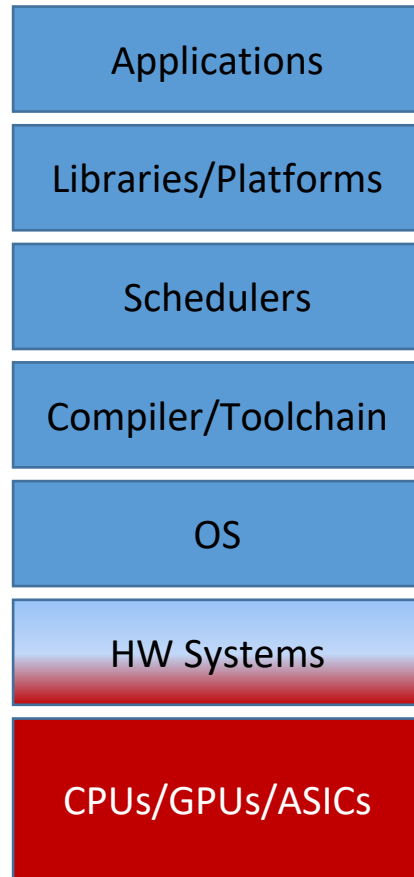 Applications
Libraries/Platforms
Schedulers
Compiler/Toolchain
OS
HW Systems
CPUs/GPUs/ASICs